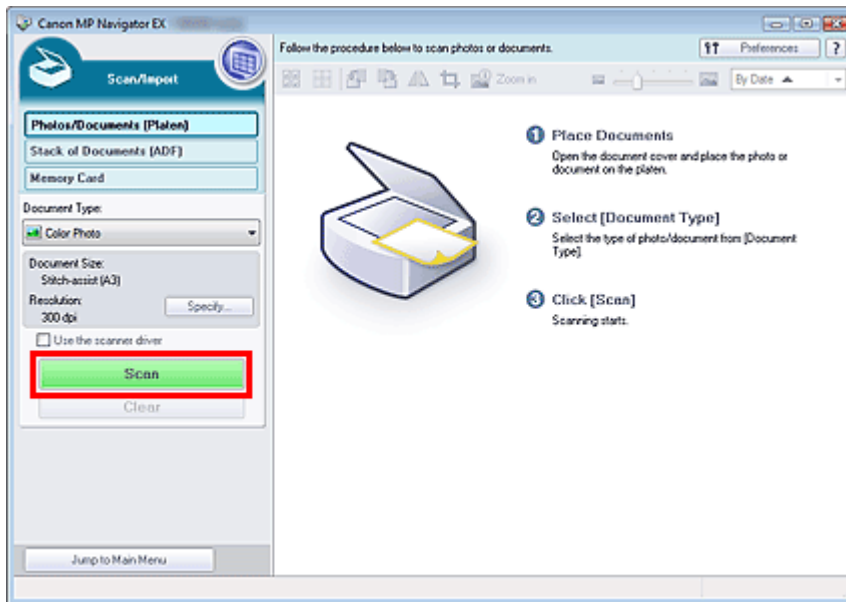 Canon MP Navigator EX
Scan/Import
Photos/Documents (Platen)
Stack of Documents (ADF)
Memory Card
Document Type:
Color Photo
Document Size:
Stitch-assist (A3)
Resolution:
300 dpi
Specify...
Use the scanner driver
Scan
Clear
Jump to Main Menu
Follow the procedure below to scan photos or documents.
Preferences
?
Zoom in
By Date
1 Place Documents
Open the document cover and place the photo or
document on the platen.
2 Select [Document Type]
Select the type of photo/document from [Document
Type].
3 Click [Scan]
Scanning starts.